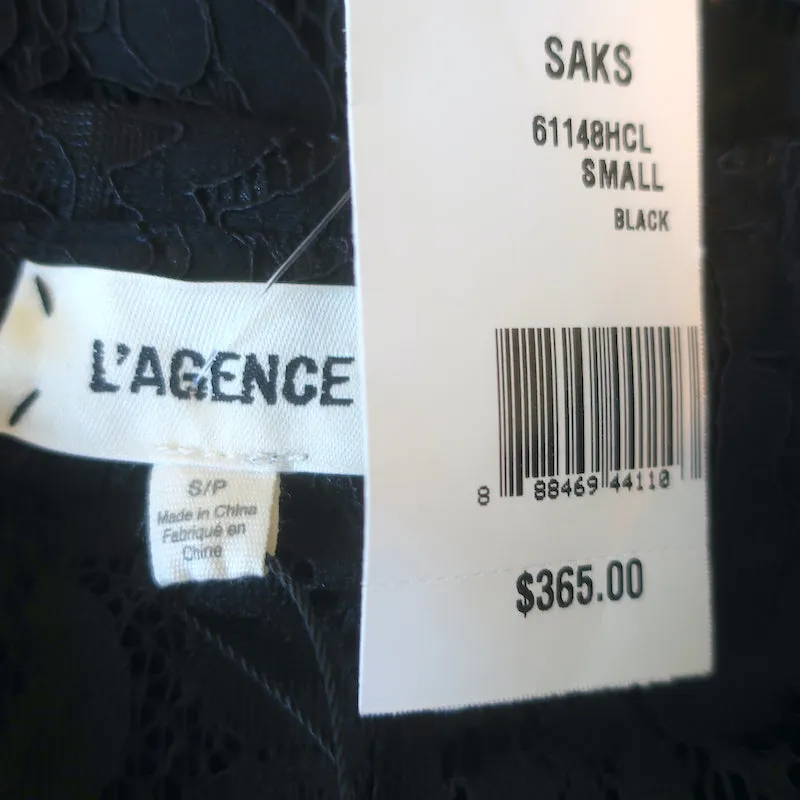 SAKS
61148HCL
SMALL
BLACK
8 88469 44110
$365.00
L'AGENCE
S/P
Made in China
Fabriqué en
Chine